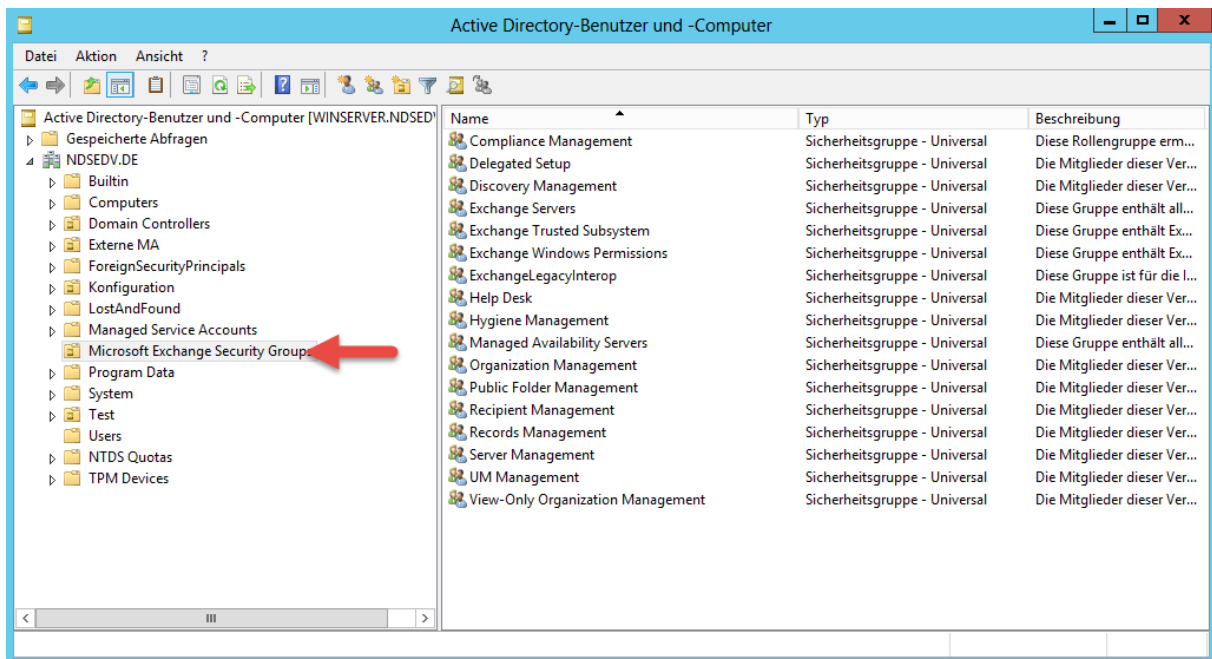 Active Directory-Benutzer und -Computer
Datei Aktion Ansicht ?
Active Directory-Benutzer und -Computer [WINSERVER.NDSEDV
Gespeicherte Abfragen
NDSEDV.DE
Builtin
Computers
Domain Controllers
Externe MA
ForeignSecurityPrincipals
Konfiguration
LostAndFound
Managed Service Accounts
Microsoft Exchange Security Groups
Program Data
System
Test
Users
NTDS Quotas
TPM Devices
Name Typ Beschreibung
Compliance Management Sicherheitsgruppe - Universal Diese Rollengruppe erm...
Delegated Setup Sicherheitsgruppe - Universal Die Mitglieder dieser Ver...
Discovery Management Sicherheitsgruppe - Universal Die Mitglieder dieser Ver...
Exchange Servers Sicherheitsgruppe - Universal Diese Gruppe enthält all...
Exchange Trusted Subsystem Sicherheitsgruppe - Universal Diese Gruppe enthält Ex...
Exchange Windows Permissions Sicherheitsgruppe - Universal Diese Gruppe enthält Ex...
ExchangeLegacyInterop Sicherheitsgruppe - Universal Diese Gruppe ist für die I...
Help Desk Sicherheitsgruppe - Universal Die Mitglieder dieser Ver...
Hygiene Management Sicherheitsgruppe - Universal Die Mitglieder dieser Ver...
Managed Availability Servers Sicherheitsgruppe - Universal Diese Gruppe enthält all...
Organization Management Sicherheitsgruppe - Universal Die Mitglieder dieser Ver...
Public Folder Management Sicherheitsgruppe - Universal Die Mitglieder dieser Ver...
Recipient Management Sicherheitsgruppe - Universal Die Mitglieder dieser Ver...
Records Management Sicherheitsgruppe - Universal Die Mitglieder dieser Ver...
Server Management Sicherheitsgruppe - Universal Die Mitglieder dieser Ver...
UM Management Sicherheitsgruppe - Universal Die Mitglieder dieser Ver...
View-Only Organization Management Sicherheitsgruppe - Universal Die Mitglieder dieser Ver...